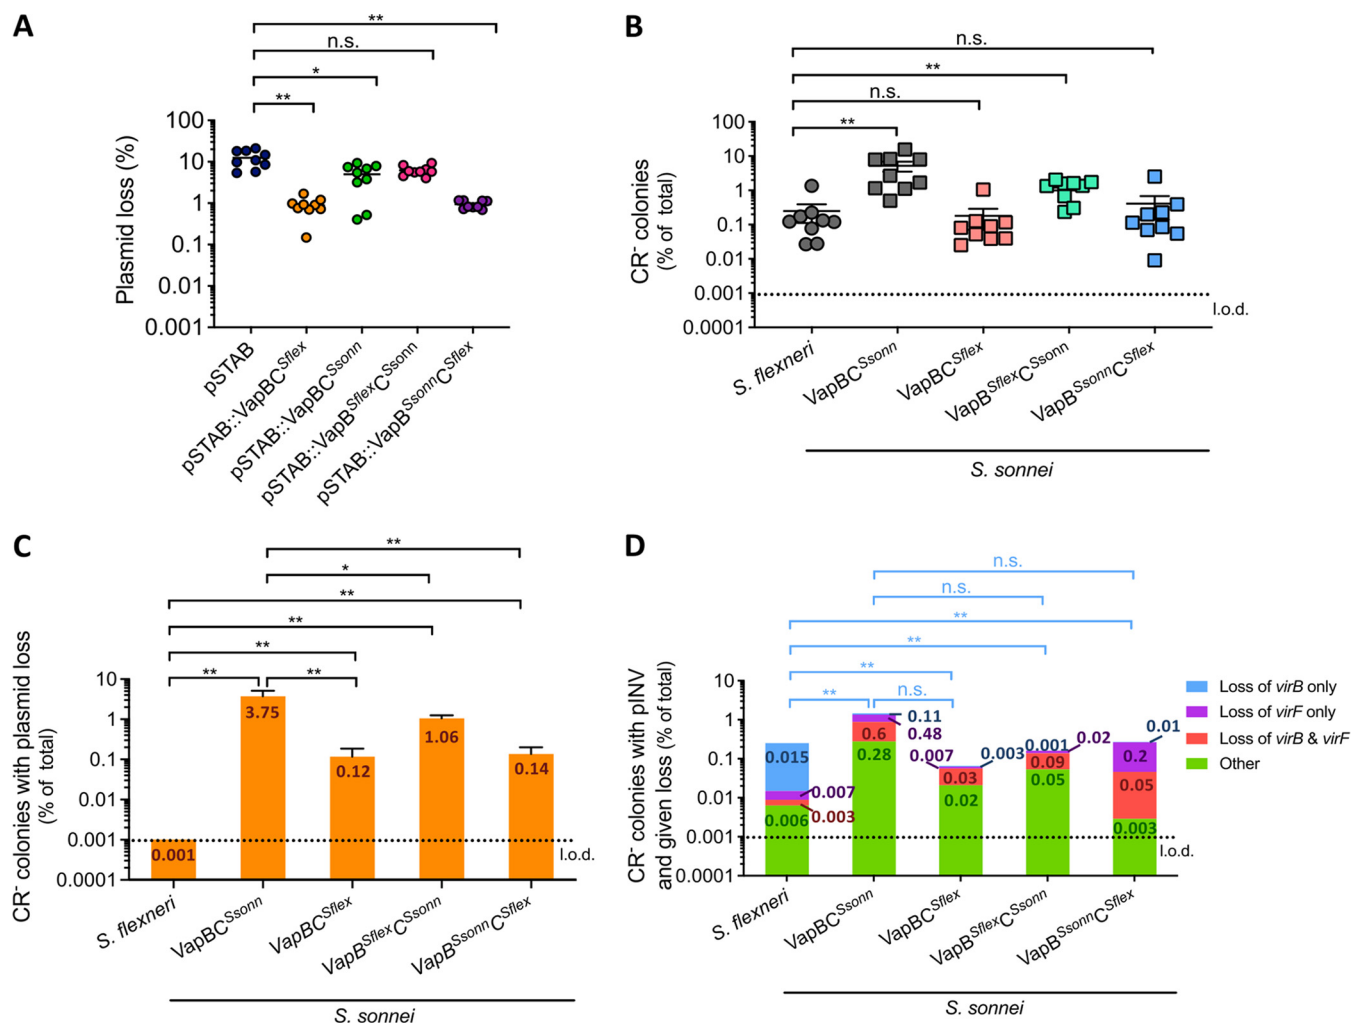 A
**
n.s.
*
**
Plasmid loss (%)
100
10
1
0.1
0.01
0.001
pSTAB
pSTAB::VapBC^Sflex
pSTAB::VapBC^Ssonn
pSTAB::VapB^SflexC^Ssonn
pSTAB::VapB^SsonnC^Sflex
B
n.s.
**
n.s.
**
CR⁻ colonies
(% of total)
100
10
1
0.1
0.01
0.001
0.0001
l.o.d.
S. flexneri
VapBC^Ssonn
VapBC^Sflex
VapB^SflexC^Ssonn
VapB^SsonnC^Sflex
S. sonnei
C
**
*
**
**
**
** **
CR⁻ colonies with plasmid loss
(% of total)
10
1
0.1
0.01
0.001
0.0001
0.001
3.75
0.12
1.06
0.14
l.o.d.
S. flexneri
VapBC^Ssonn
VapBC^Sflex
VapB^SflexC^Ssonn
VapB^SsonnC^Sflex
S. sonnei
D
n.s.
n.s.
**
**
**
** n.s.
CR⁻ colonies with pINV
and given loss (% of total)
10
1
0.1
0.01
0.001
0.0001
0.015
0.007
0.003
0.006
0.11
0.48
0.6
0.28
0.003
0.007
0.03
0.02
0.001
0.02
0.09
0.05
0.01
0.2
0.05
0.003
l.o.d.
S. flexneri
VapBC^Ssonn
VapBC^Sflex
VapB^SflexC^Ssonn
VapB^SsonnC^Sflex
S. sonnei
Loss of virB only
Loss of virF only
Loss of virB & virF
Other